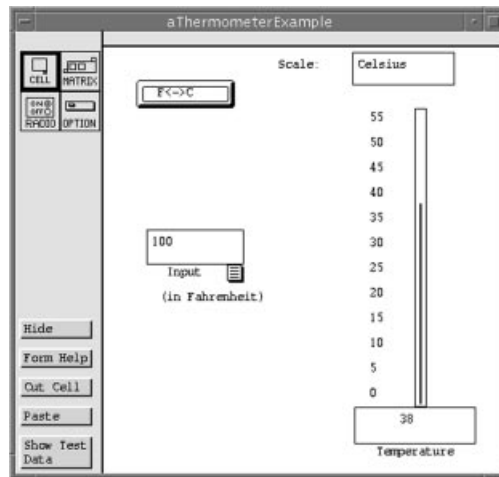 aThermometerExample
CELL
MATRIX
ON
OFF
RADIO
OPTION
F<->C
Scale:
Celsius
55
50
45
40
35
30
25
20
15
10
5
0
100
Input
(in Fahrenheit)
38
Temperature
Hide
Form Help
Cut Cell
Paste
Show Test
Data